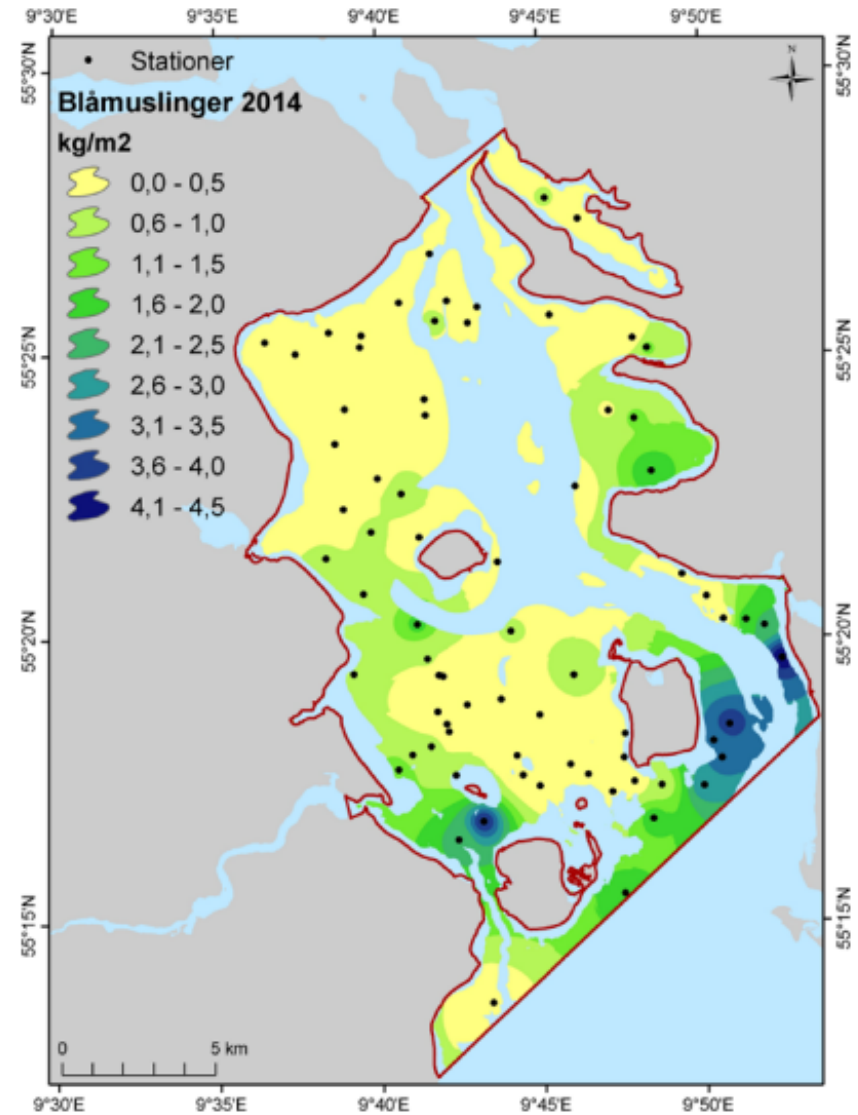 9°30'E 9°35'E 9°40'E 9°45'E 9°50'E
55°30'N 55°30'N
N
Stationer
Blåmuslinger 2014
kg/m2
0,0 - 0,5
0,6 - 1,0
1,1 - 1,5
1,6 - 2,0
2,1 - 2,5
2,6 - 3,0
3,1 - 3,5
3,6 - 4,0
4,1 - 4,5
55°25'N 55°25'N
55°20'N 55°20'N
55°15'N 55°15'N
0 5 km
9°30'E 9°35'E 9°40'E 9°45'E 9°50'E